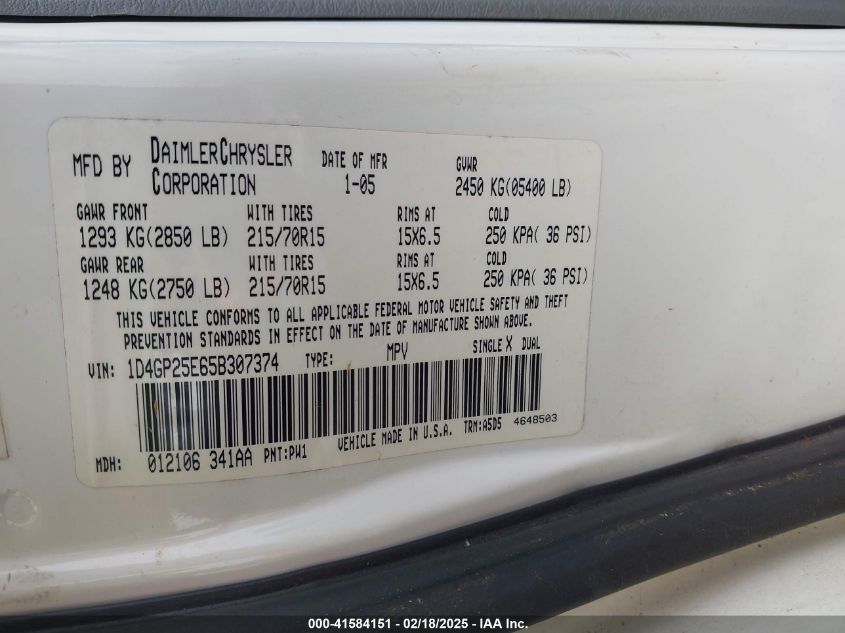 MFD BY DAIMLERCHRYSLER CORPORATION DATE OF MFR 1-05 GVWR 2450 KG(05400 LB)
GAWR FRONT WITH TIRES RIMS AT COLD
1293 KG(2850 LB) 215/70R15 15X6.5 250 KPA( 36 PSI)
GAWR REAR WITH TIRES RIMS AT COLD
1248 KG(2750 LB) 215/70R15 15X6.5 250 KPA( 36 PSI)
THIS VEHICLE CONFORMS TO ALL APPLICABLE FEDERAL MOTOR VEHICLE SAFETY AND THEFT
PREVENTION STANDARDS IN EFFECT ON THE DATE OF MANUFACTURE SHOWN ABOVE.
VIN: 1D4GP25E65B307374 TYPE: MPV SINGLE X DUAL
MDH: 012106 341AA PNT:PW1 VEHICLE MADE IN U.S.A. TRM:A5D5 4648503
000-41584151 — 02/18/2025 — IAA Inc.